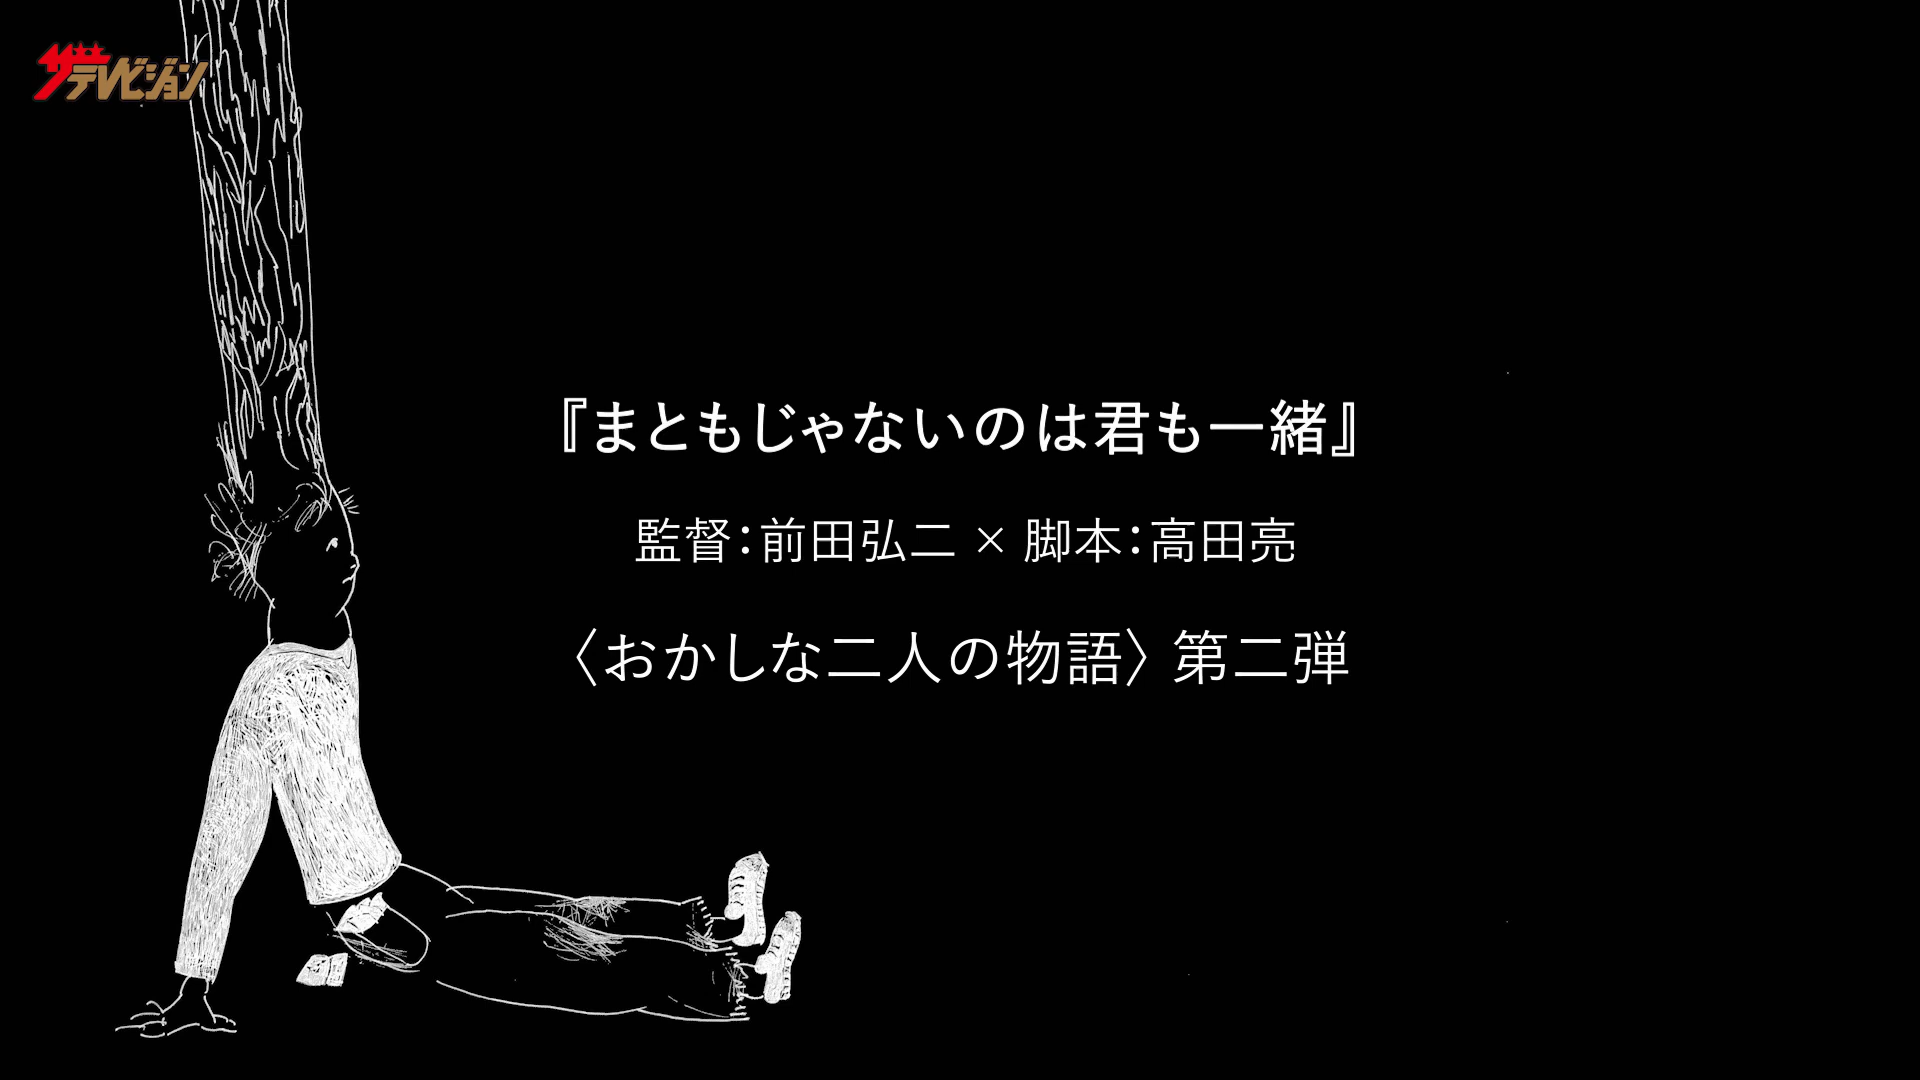 ザテレビジョン
『まともじゃないのは君も一緒』
監督：前田弘二 × 脚本：高田亮
〈おかしな二人の物語〉 第二弾